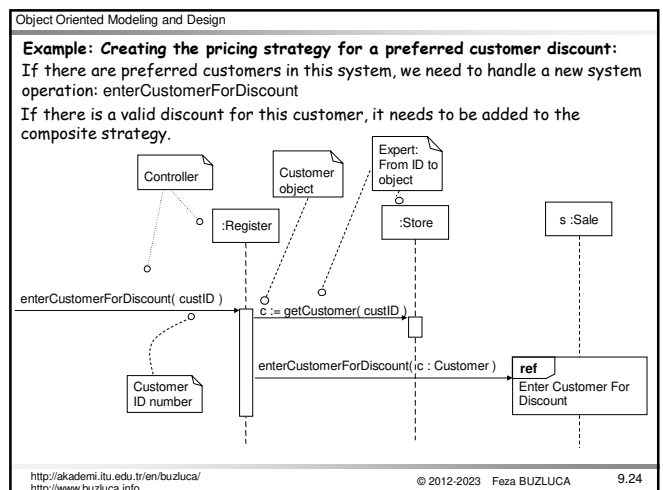 Object Oriented Modeling and Design
Example: Creating the pricing strategy for a preferred customer discount:
If there are preferred customers in this system, we need to handle a new system
operation: enterCustomerForDiscount
If there is a valid discount for this customer, it needs to be added to the
composite strategy.
Controller
Customer
object
Expert:
From ID to
object
:Register
:Store
s :Sale
enterCustomerForDiscount( custID )
c := getCustomer( custID )
enterCustomerForDiscount( c : Customer )
ref
Enter Customer For
Discount
Customer
ID number
http://akademi.itu.edu.tr/en/buzluca/
http://www.buzluca.info
© 2012-2023 Feza BUZLUCA
9.24